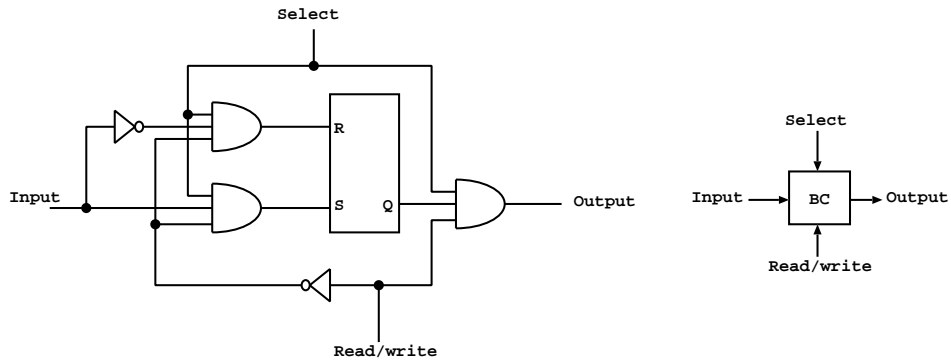 Select
R
Input
S
Q
Output
Read/write
Select
Input
BC
Output
Read/write